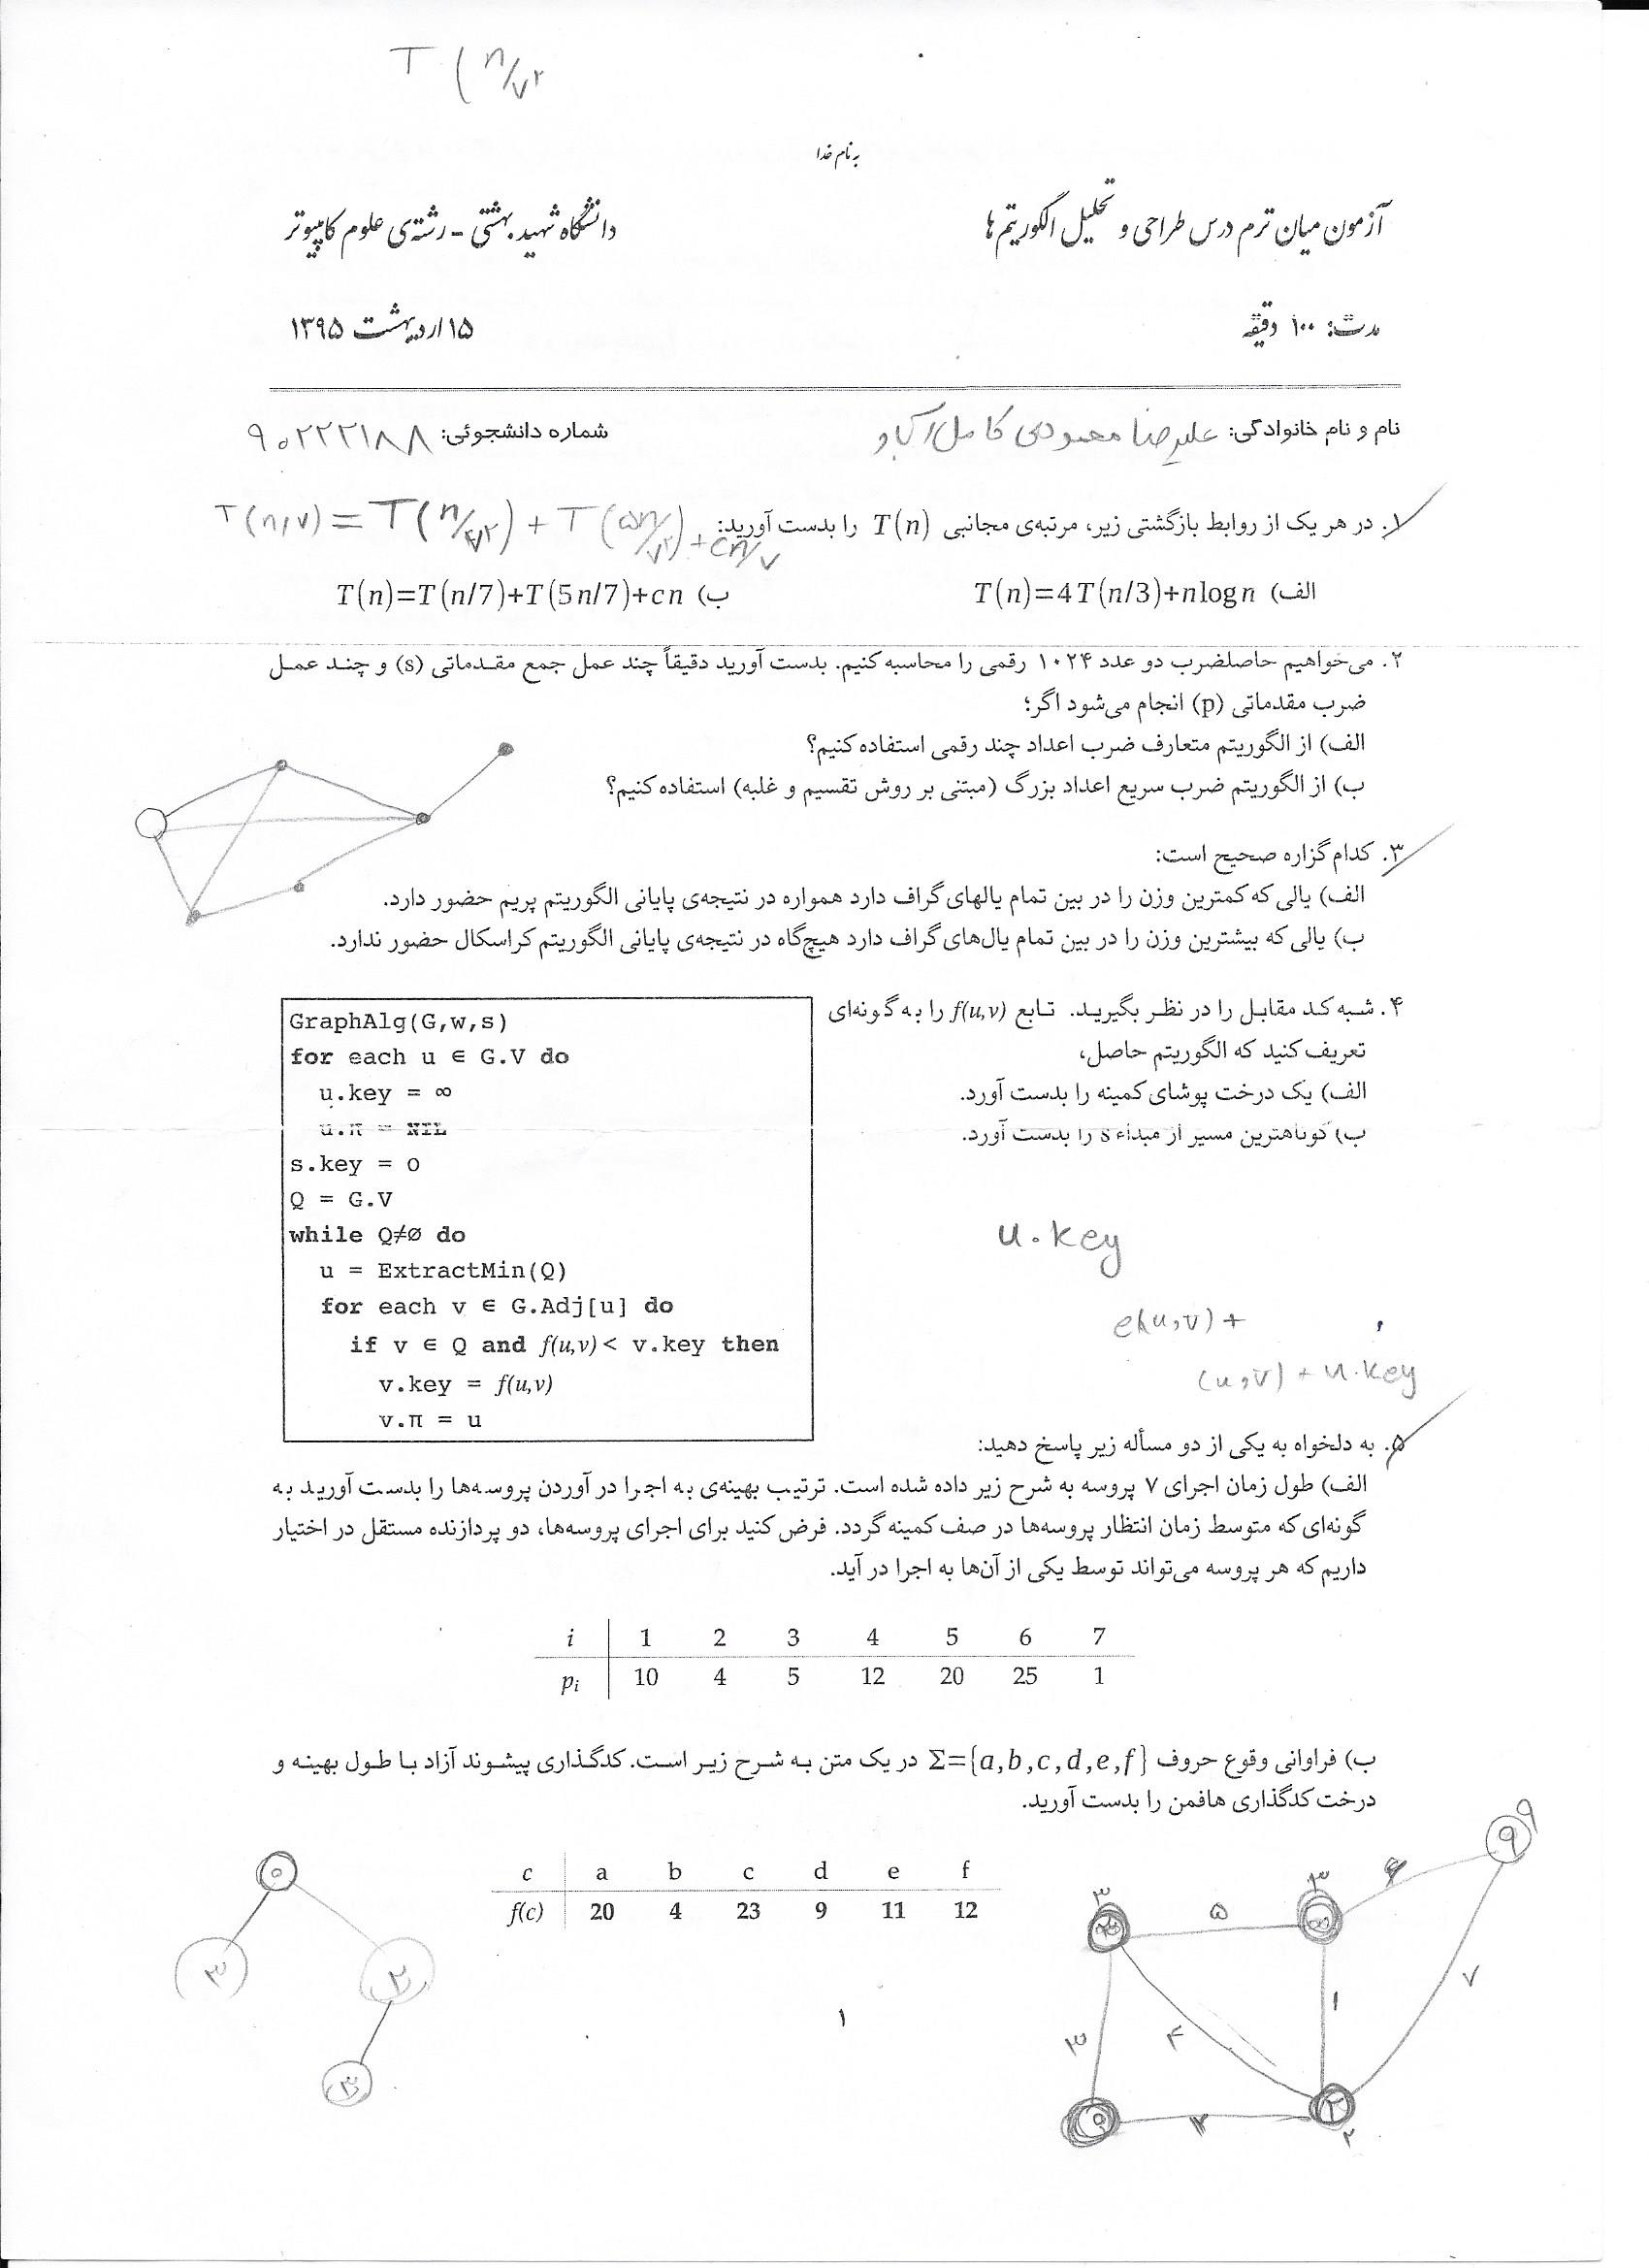 T ( n/۷۲
به نام خدا
آزمون میان ترم درس طراحی و تحلیل الگوریتم ها
دانشگاه شهید بهشتی - رشته‌ی علوم کامپیوتر
مدت: ۱۰۰ دقیقه
۱۵ اردیبهشت ۱۳۹۵
نام و نام خانوادگی: علیرضا معبودی کامل آباد
شماره دانشجوئی: ۹۰۲۲۲۱۸۸
۱. در هر یک از روابط بازگشتی زیر، مرتبه‌ی مجانبی T(n) را بدست آورید:
T(n/۷) = T(n/۷۲) + T(۵n/۷۲) + cn/۷
الف) T(n)=4T(n/3)+nlogn
ب) T(n)=T(n/7)+T(5n/7)+cn
۲. می‌خواهیم حاصلضرب دو عدد ۱۰۲۴ رقمی را محاسبه کنیم. بدست آورید دقیقاً چند عمل جمع مقدماتی (s) و چند عمل
ضرب مقدماتی (p) انجام می‌شود اگر؛
الف) از الگوریتم متعارف ضرب اعداد چند رقمی استفاده کنیم؟
ب) از الگوریتم ضرب سریع اعداد بزرگ (مبتنی بر روش تقسیم و غلبه) استفاده کنیم؟
۳. کدام گزاره صحیح است:
الف) یالی که کمترین وزن را در بین تمام یالهای گراف دارد همواره در نتیجه‌ی پایانی الگوریتم پریم حضور دارد.
ب) یالی که بیشترین وزن را در بین تمام یال‌های گراف دارد هیچ‌گاه در نتیجه‌ی پایانی الگوریتم کراسکال حضور ندارد.
۴. شبه کد مقابل را در نظر بگیرید. تابع f(u,v) را به گونه‌ای
تعریف کنید که الگوریتم حاصل،
الف) یک درخت پوشای کمینه را بدست آورد.
ب) کوتاهترین مسیر از مبداء s را بدست آورد.
GraphAlg(G,w,s)
for each u ∈ G.V do
u.key = ∞
u.π = NIL
s.key = 0
Q = G.V
while Q≠∅ do
u = ExtractMin(Q)
for each v ∈ G.Adj[u] do
if v ∈ Q and f(u,v)< v.key then
v.key = f(u,v)
v.π = u
u.key
e(u,v) +
(u,v) + u.key
۵. به دلخواه به یکی از دو مسأله زیر پاسخ دهید:
الف) طول زمان اجرای ۷ پروسه به شرح زیر داده شده است. ترتیب بهینه‌ی به اجرا در آوردن پروسه‌ها را بدست آورید به
گونه‌ای که متوسط زمان انتظار پروسه‌ها در صف کمینه گردد. فرض کنید برای اجرای پروسه‌ها، دو پردازنده مستقل در اختیار
داریم که هر پروسه می‌تواند توسط یکی از آن‌ها به اجرا در آید.
i 1 2 3 4 5 6 7
pi 10 4 5 12 20 25 1
ب) فراوانی وقوع حروف Σ={a,b,c,d,e,f} در یک متن به شرح زیر است. کدگذاری پیشوند آزاد با طول بهینه و
درخت کدگذاری هافمن را بدست آورید.
c a b c d e f
f(c) 20 4 23 9 11 12
۰
۳ ۲
۳
۹ ۹
۳ ۵ ۳
۷
۱
۳ ۴
۰ ۲ ۲
۲
۱